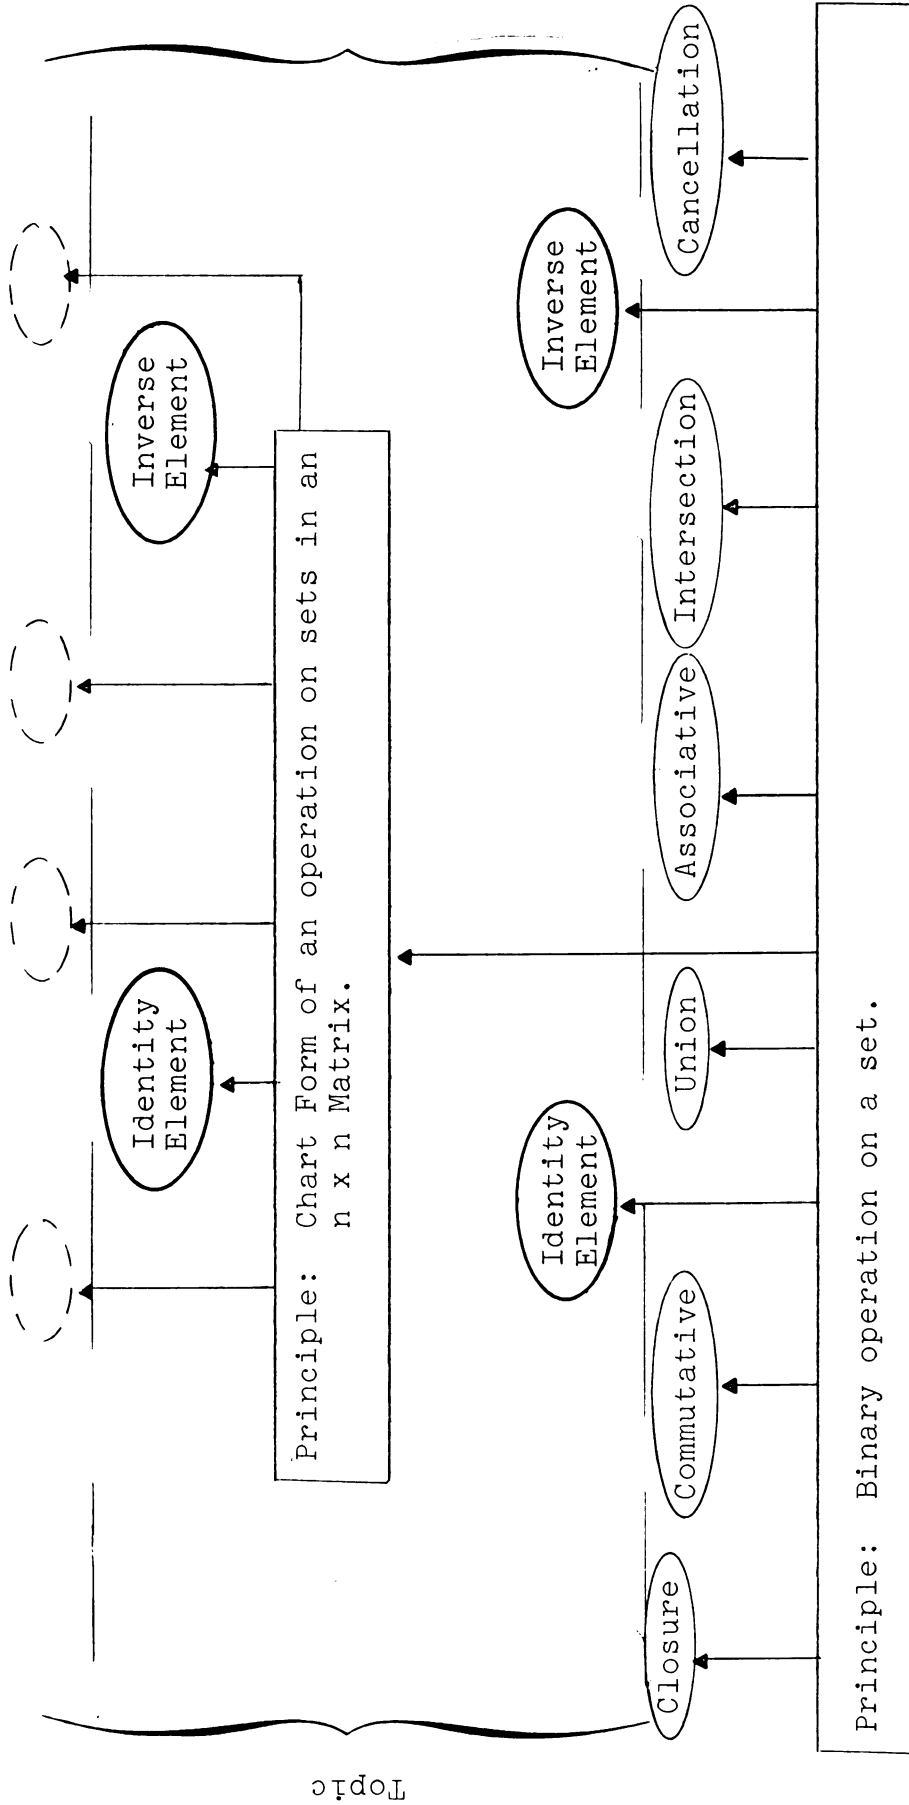 Topic
Inverse
Element
Identity
Element
Principle: Chart Form of an operation on sets in an
n x n Matrix.
Identity
Element
Inverse
Element
Closure
Commutative
Union
Associative
Intersection
Cancellation
Principle: Binary operation on a set.